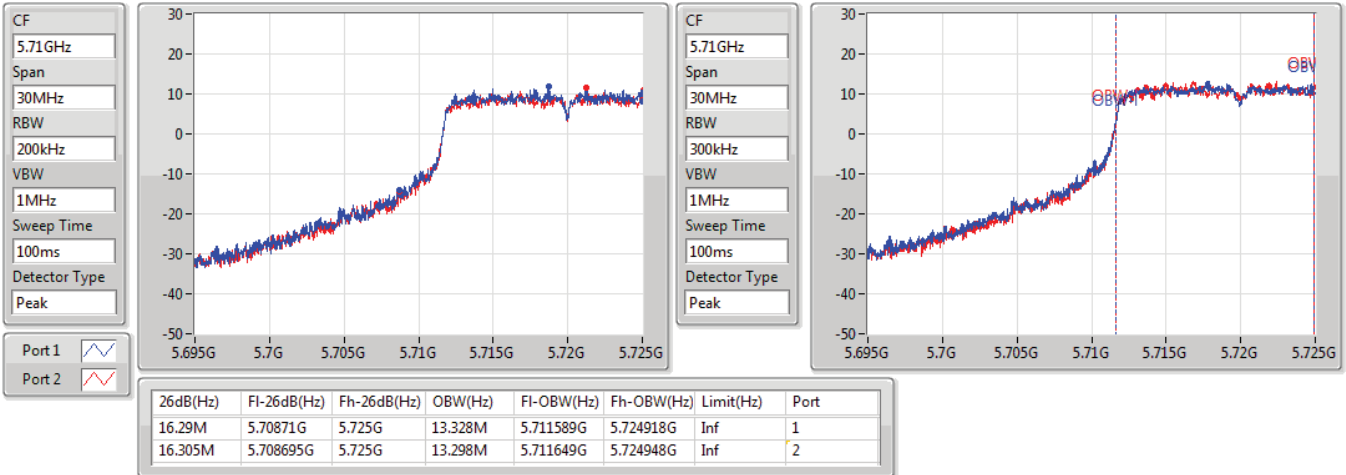 CF
5.71GHz
Span
30MHz
RBW
200kHz
VBW
1MHz
Sweep Time
100ms
Detector Type
Peak
30
20
10
0
-10
-20
-30
-40
-50
5.695G 5.7G 5.705G 5.71G 5.715G 5.72G 5.725G
CF
5.71GHz
Span
30MHz
RBW
300kHz
VBW
1MHz
Sweep Time
100ms
Detector Type
Peak
30
20
10
0
-10
-20
-30
-40
-50
5.695G 5.7G 5.705G 5.71G 5.715G 5.72G 5.725G
Port 1
Port 2
26dB(Hz) Fl-26dB(Hz) Fh-26dB(Hz) OBW(Hz) Fl-OBW(Hz) Fh-OBW(Hz) Limit(Hz) Port
16.29M 5.70871G 5.725G 13.328M 5.711589G 5.724918G Inf 1
16.305M 5.708695G 5.725G 13.298M 5.711649G 5.724948G Inf 2